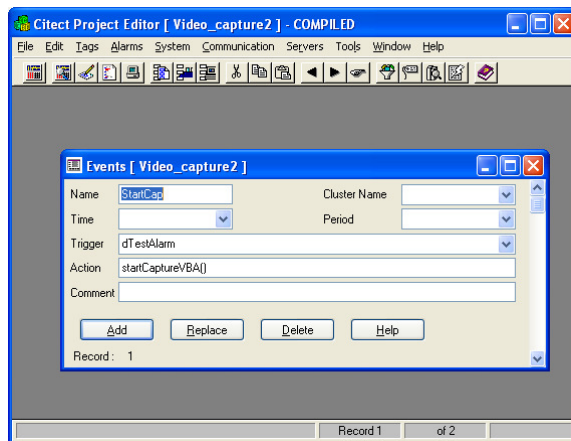 Citect Project Editor [ Video_capture2 ] - COMPILED
File Edit Tags Alarms System Communication Servers Tools Window Help
Events [ Video_capture2 ]
Name StartCap Cluster Name
Time Period
Trigger dTestAlarm
Action startCaptureVBA()
Comment
Add Replace Delete Help
Record : 1
Record 1 of 2